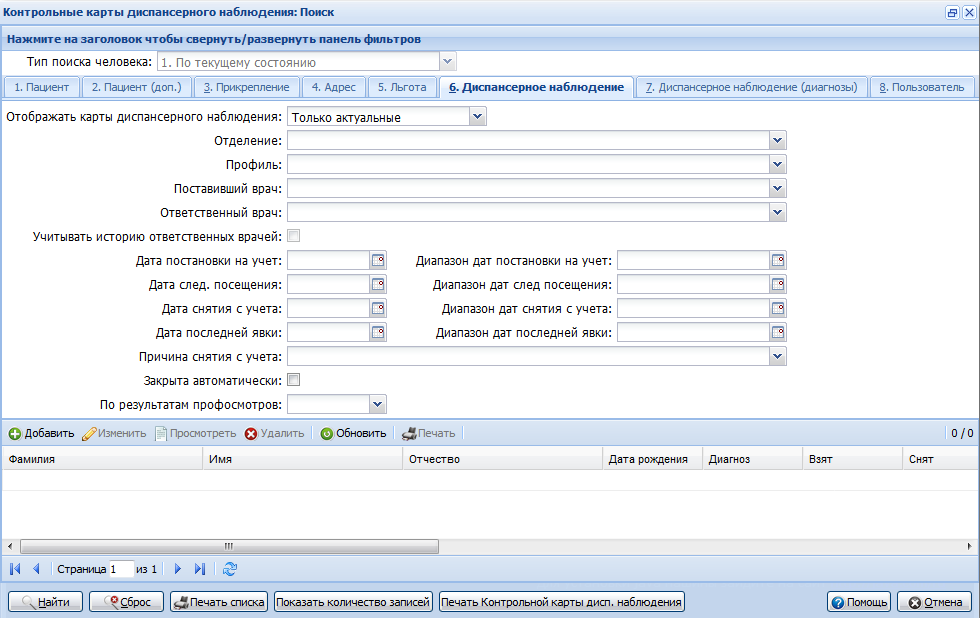 Контрольные карты диспансерного наблюдения: Поиск
Нажмите на заголовок чтобы свернуть/развернуть панель фильтров
Тип поиска человека: 1. По текущему состоянию
1. Пациент 2. Пациент (доп.) 3. Прикрепление 4. Адрес 5. Льгота 6. Диспансерное наблюдение 7. Диспансерное наблюдение (диагнозы) 8. Пользователь
Отображать карты диспансерного наблюдения: Только актуальные
Отделение:
Профиль:
Поставивший врач:
Ответственный врач:
Учитывать историю ответственных врачей:
Дата постановки на учет: Диапазон дат постановки на учет:
Дата след. посещения: Диапазон дат след посещения:
Дата снятия с учета: Диапазон дат снятия с учета:
Дата последней явки: Диапазон дат последней явки:
Причина снятия с учета:
Закрыта автоматически:
По результатам профосмотров:
Добавить Изменить Просмотреть Удалить Обновить Печать 0 / 0
Фамилия Имя Отчество Дата рождения Диагноз Взят Снят
Страница 1 из 1
Найти Сброс Печать списка Показать количество записей Печать Контрольной карты дисп. наблюдения Помощь Отмена